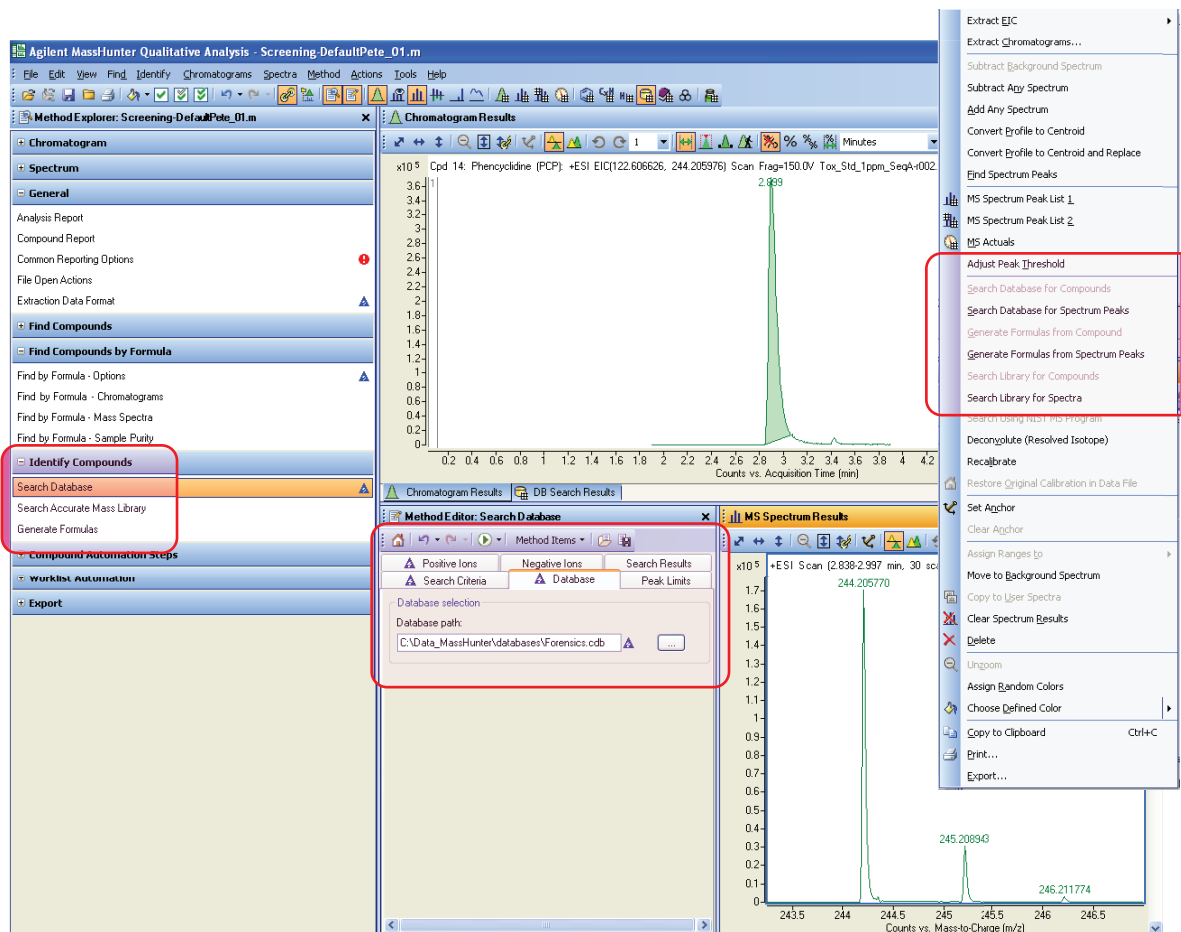 Agilent MassHunter Qualitative Analysis - Screening-DefaultPete_01.m
File Edit View Find Identify Chromatograms Spectra Method Actions Tools Help
Method Explorer: Screening-DefaultPete_01.m
Chromatogram
Spectrum
General
Analysis Report
Compound Report
Common Reporting Options
File Open Actions
Extraction Data Format
Find Compounds
Find Compounds by Formula
Find by Formula - Options
Find by Formula - Chromatograms
Find by Formula - Mass Spectra
Find by Formula - Sample Purity
Identify Compounds
Search Database
Search Accurate Mass Library
Generate Formulas
Compound Automation Steps
Worklist Automation
Export
Chromatogram Results
1 % Minutes
x10 5 Cpd 14: Phencyclidine (PCP): +ESI EIC(122.606626, 244.205976) Scan Frag=150.0V Tox_Std_1ppm_SeqA-r002.
1
2.899
3.6
3.4
3.2
3
2.8
2.6
2.4
2.2
2
1.8
1.6
1.4
1.2
1
0.8
0.6
0.4
0.2
0
0.2 0.4 0.6 0.8 1 1.2 1.4 1.6 1.8 2 2.2 2.4 2.6 2.8 3 3.2 3.4 3.6 3.8 4 4.2
Counts vs. Acquisition Time (min)
Chromatogram Results DB Search Results
Method Editor: Search Database
Method Items
Positive Ions Negative Ions Search Results
Search Criteria Database Peak Limits
Database selection
Database path:
C:\Data_MassHunter\databases\Forensics.cdb ...
MS Spectrum Results
x10 5 +ESI Scan (2.838-2.997 min, 30 sca
244.205770
245.208943
246.211774
1.7
1.6
1.5
1.4
1.3
1.2
1.1
1
0.9
0.8
0.7
0.6
0.5
0.4
0.3
0.2
0.1
0
243.5 244 244.5 245 245.5 246 246.5
Counts vs. Mass-to-Charge (m/z)
Extract EIC
Extract Chromatograms...
Subtract Background Spectrum
Subtract Any Spectrum
Add Any Spectrum
Convert Profile to Centroid
Convert Profile to Centroid and Replace
Find Spectrum Peaks
MS Spectrum Peak List 1
MS Spectrum Peak List 2
MS Actuals
Adjust Peak Threshold
Search Database for Compounds
Search Database for Spectrum Peaks
Generate Formulas from Compound
Generate Formulas from Spectrum Peaks
Search Library for Compounds
Search Library for Spectra
Search Using NIST MS Program
Deconvolute (Resolved Isotope)
Recalibrate
Restore Original Calibration in Data File
Set Anchor
Clear Anchor
Assign Ranges to
Move to Background Spectrum
Copy to User Spectra
Clear Spectrum Results
Delete
Unzoom
Assign Random Colors
Choose Defined Color
Copy to Clipboard Ctrl+C
Print...
Export...